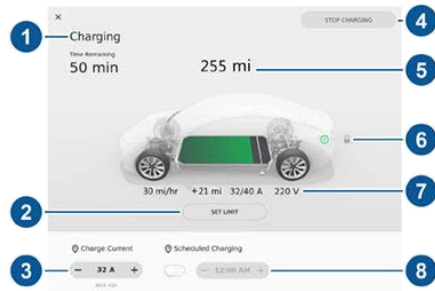 ×
STOP CHARGING
4
1
Charging
Time Remaining
50 min
255 mi
5
6
30 mi/hr +21 mi 32/40 A 220 V
7
2
SET LIMIT
Charge Current
Scheduled Charging
3
− 32 A +
− 12:00 AM +
8